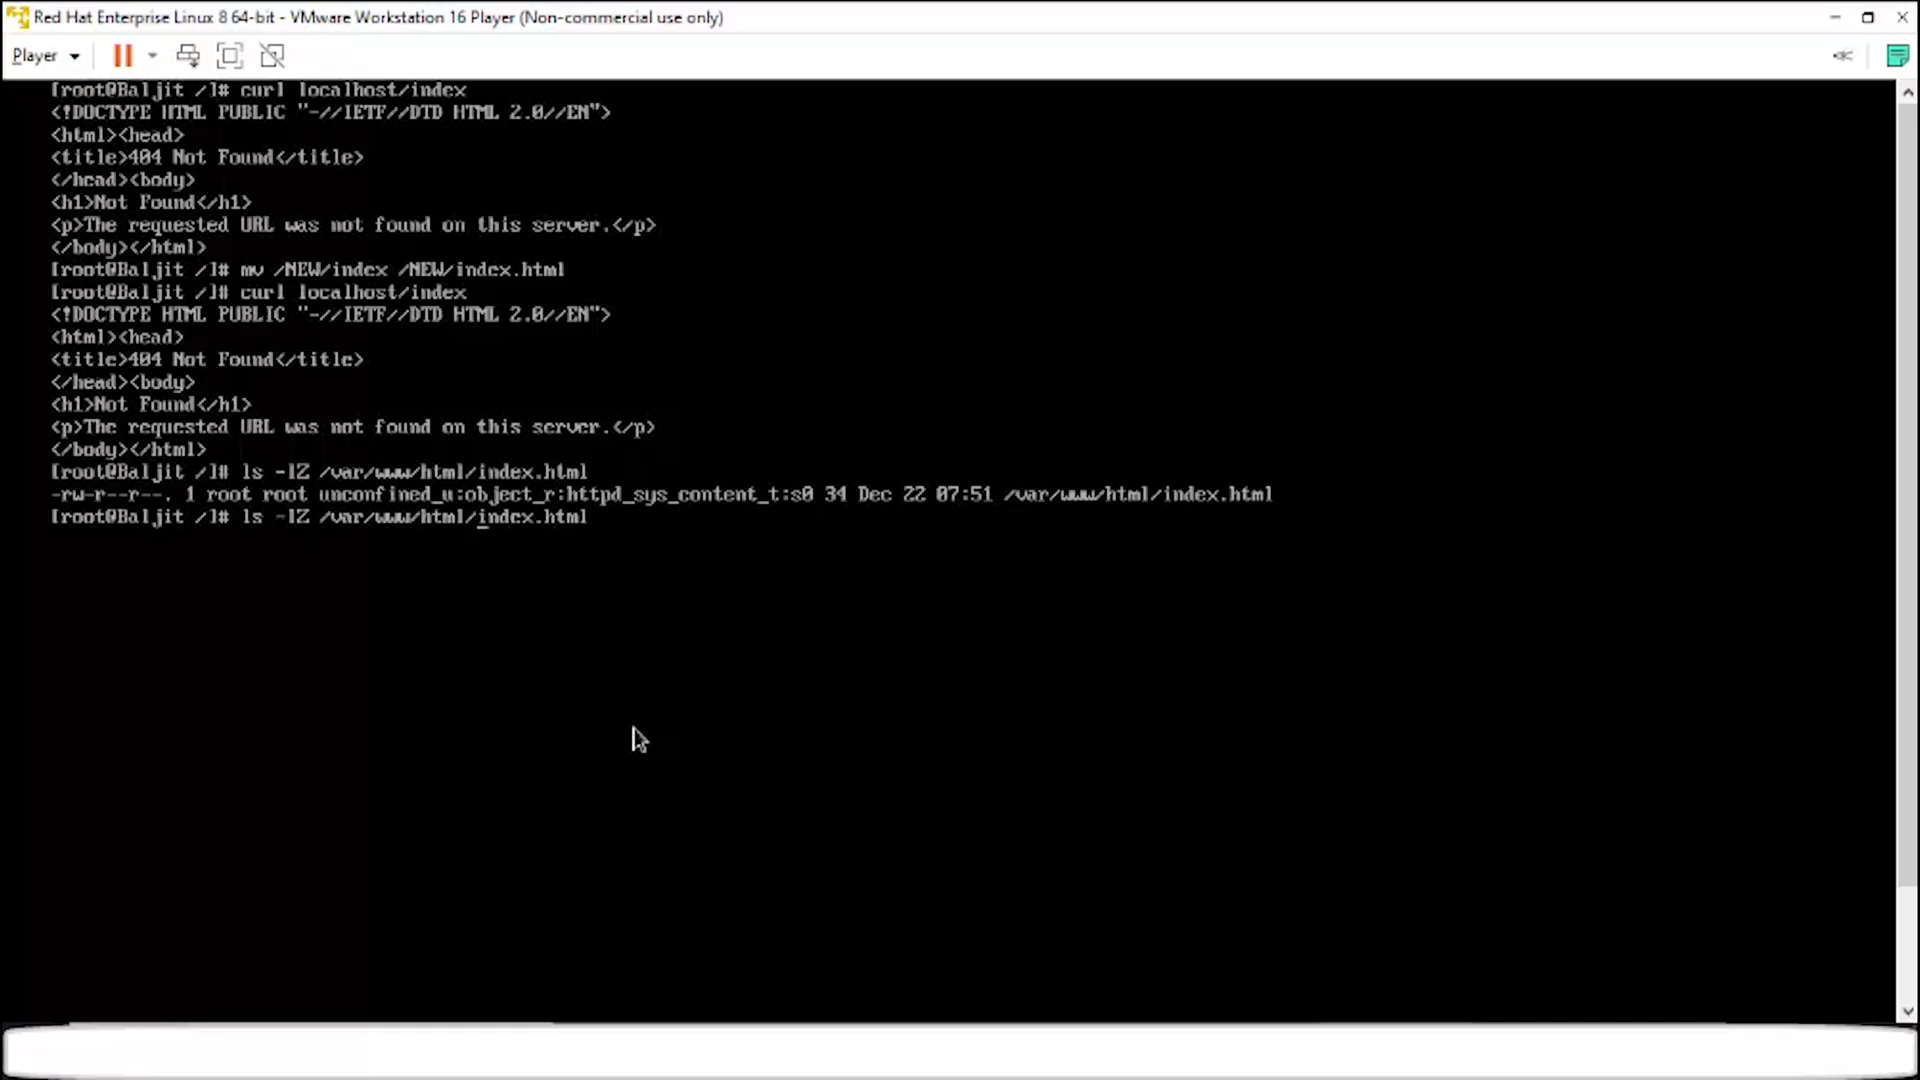 Red Hat Enterprise Linux 8 64-bit - VMware Workstation 16 Player (Non-commercial use only)
Player
[root@Baljit /]# curl localhost/index
<!DOCTYPE HTML PUBLIC "-//IETF//DTD HTML 2.0//EN">
<html><head>
<title>404 Not Found</title>
</head><body>
<h1>Not Found</h1>
<p>The requested URL was not found on this server.</p>
</body></html>
[root@Baljit /]# mv /NEW/index /NEW/index.html
[root@Baljit /]# curl localhost/index
<!DOCTYPE HTML PUBLIC "-//IETF//DTD HTML 2.0//EN">
<html><head>
<title>404 Not Found</title>
</head><body>
<h1>Not Found</h1>
<p>The requested URL was not found on this server.</p>
</body></html>
[root@Baljit /]# ls -lZ /var/www/html/index.html
-rw-r--r--. 1 root root unconfined_u:object_r:httpd_sys_content_t:s0 34 Dec 22 07:51 /var/www/html/index.html
[root@Baljit /]# ls -lZ /var/www/html/index.html